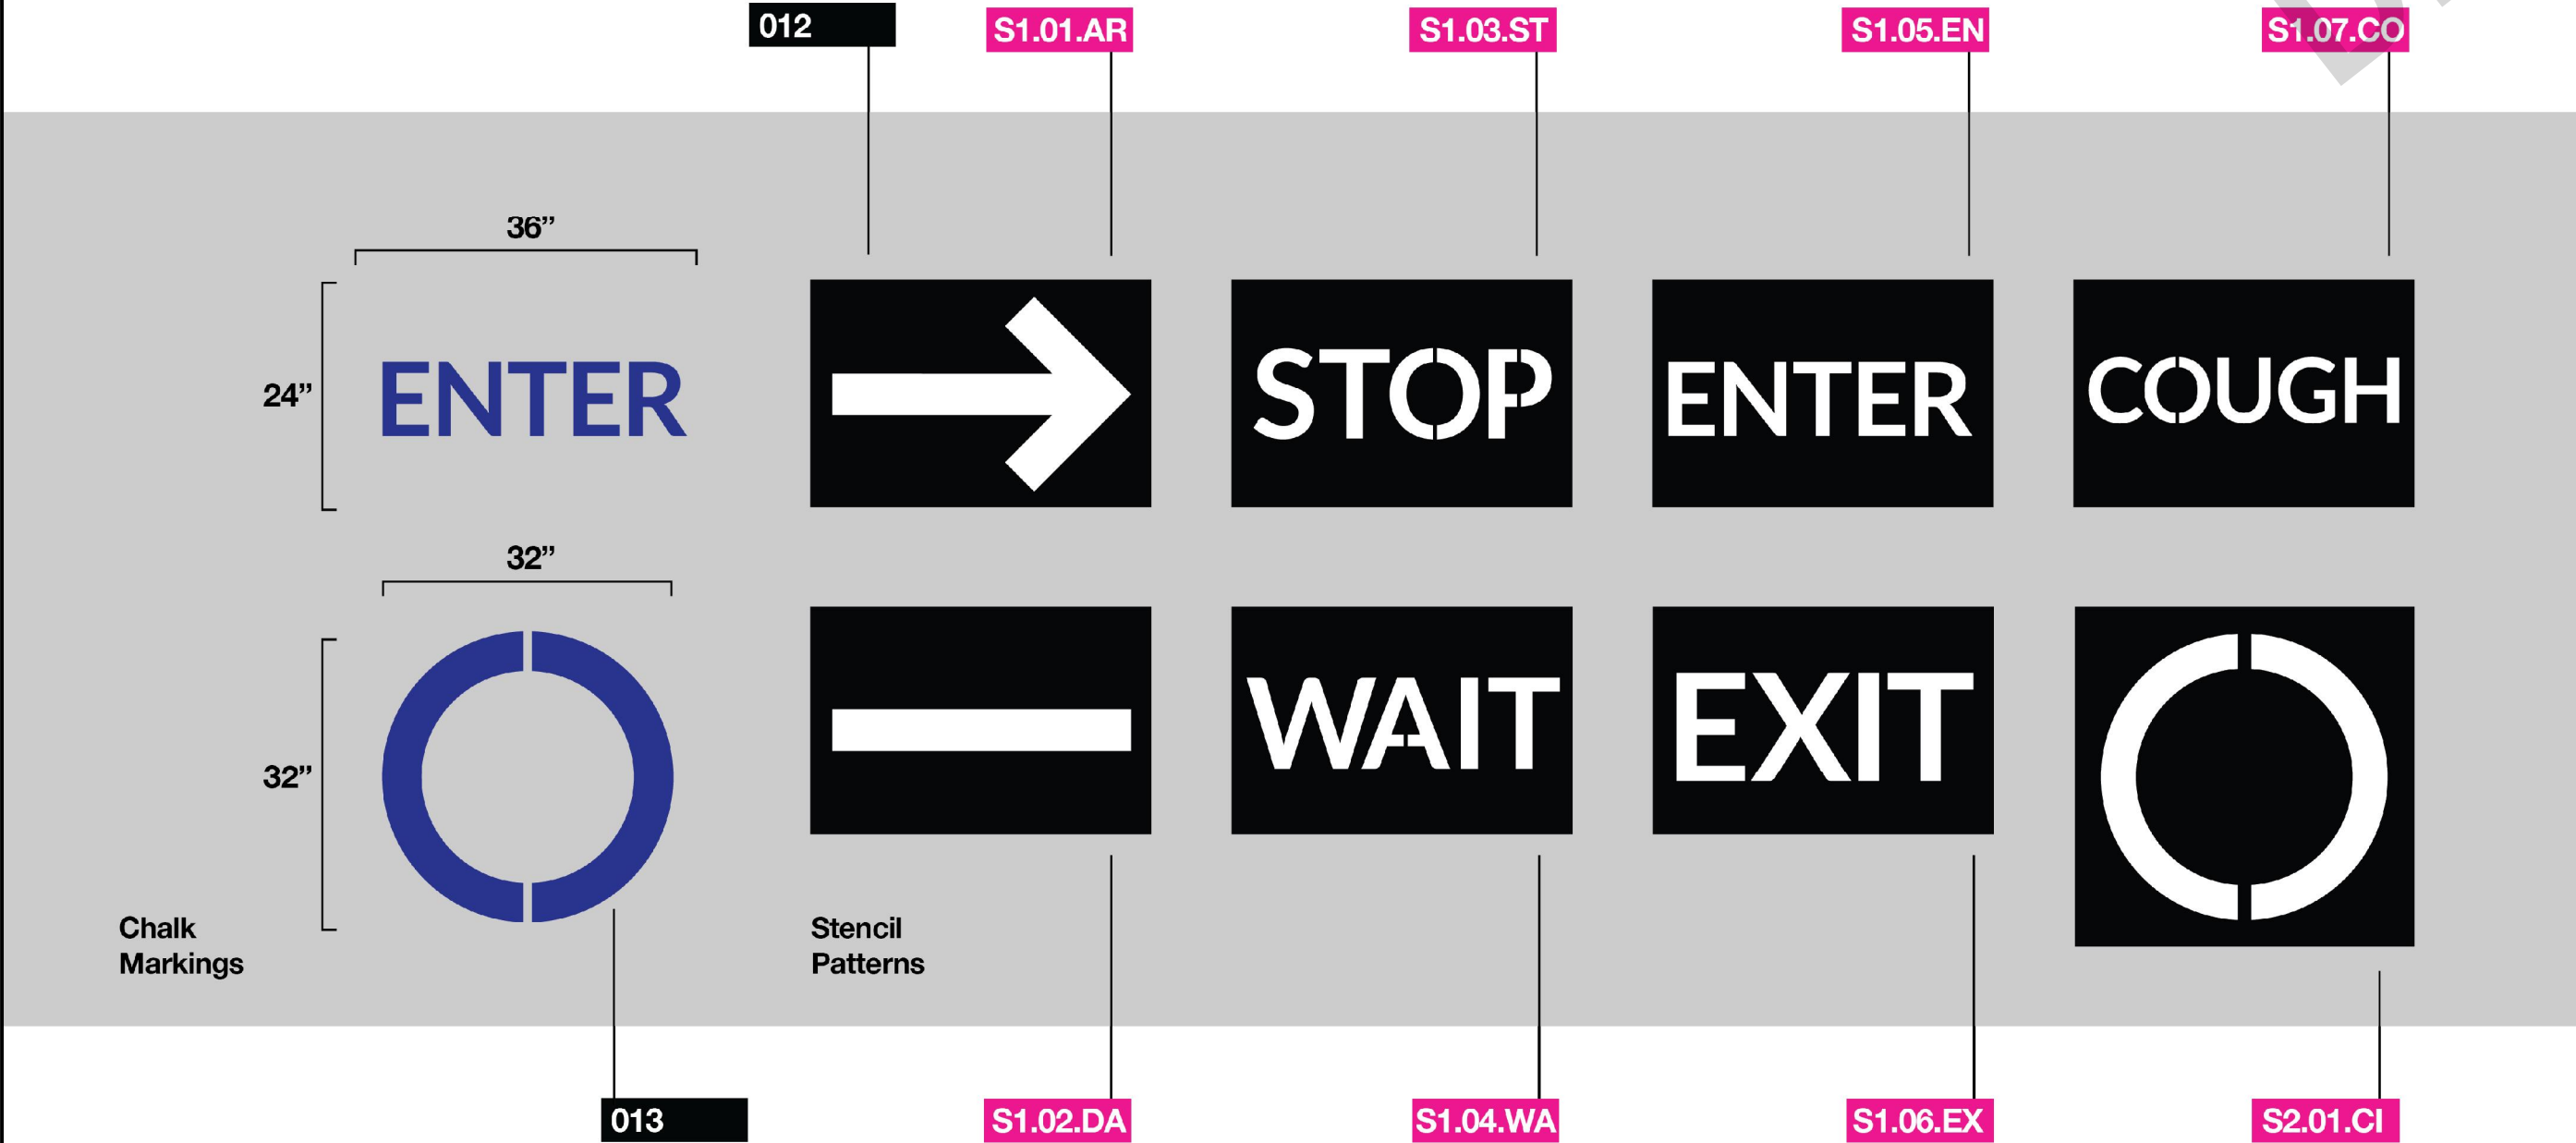 012
S1.01.AR
S1.03.ST
S1.05.EN
S1.07.CO
36”
24”
ENTER
STOP
ENTER
COUGH
32”
32”
WAIT
EXIT
Chalk
Markings
Stencil
Patterns
013
S1.02.DA
S1.04.WA
S1.06.EX
S2.01.CI